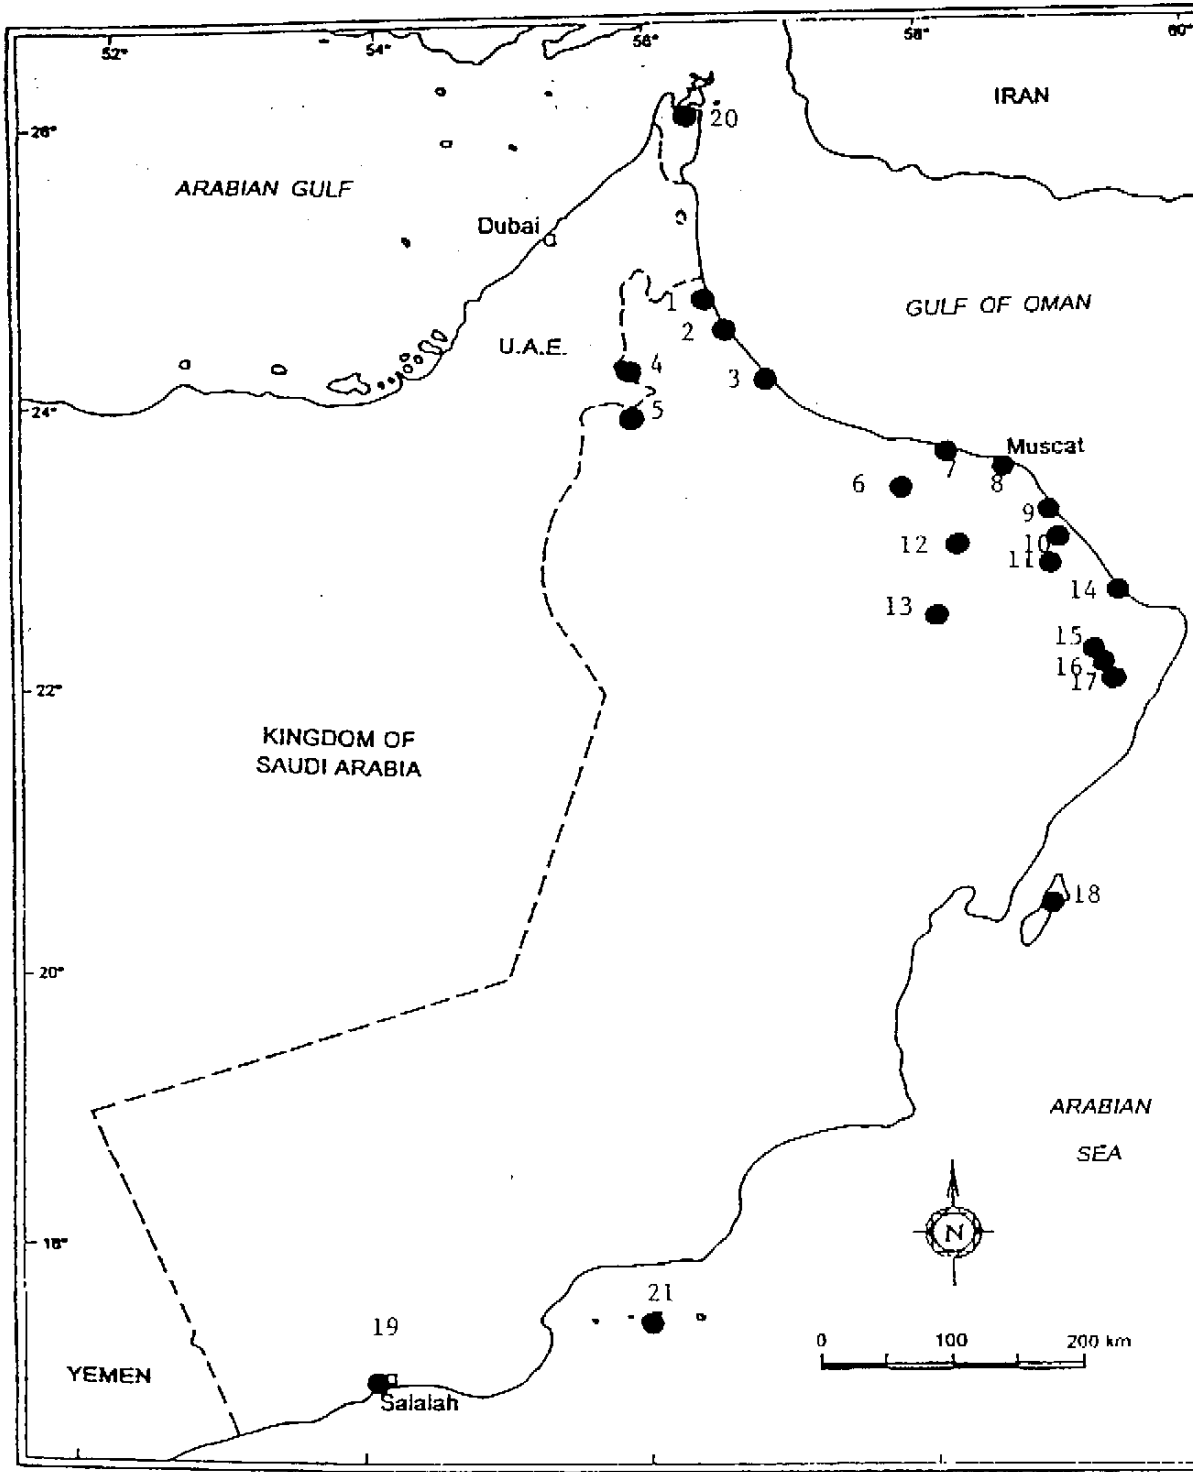 52°
54°
56°
58°
60°
IRAN
26°
20
ARABIAN GULF
Dubai
1
GULF OF OMAN
2
U.A.E.
4
3
24°
5
Muscat
6
7
8
9
12
10
11
13
14
15
16
17
22°
KINGDOM OF
SAUDI ARABIA
18
20°
ARABIAN
SEA
N
18°
21
19
0 100 200 km
YEMEN
Salalah